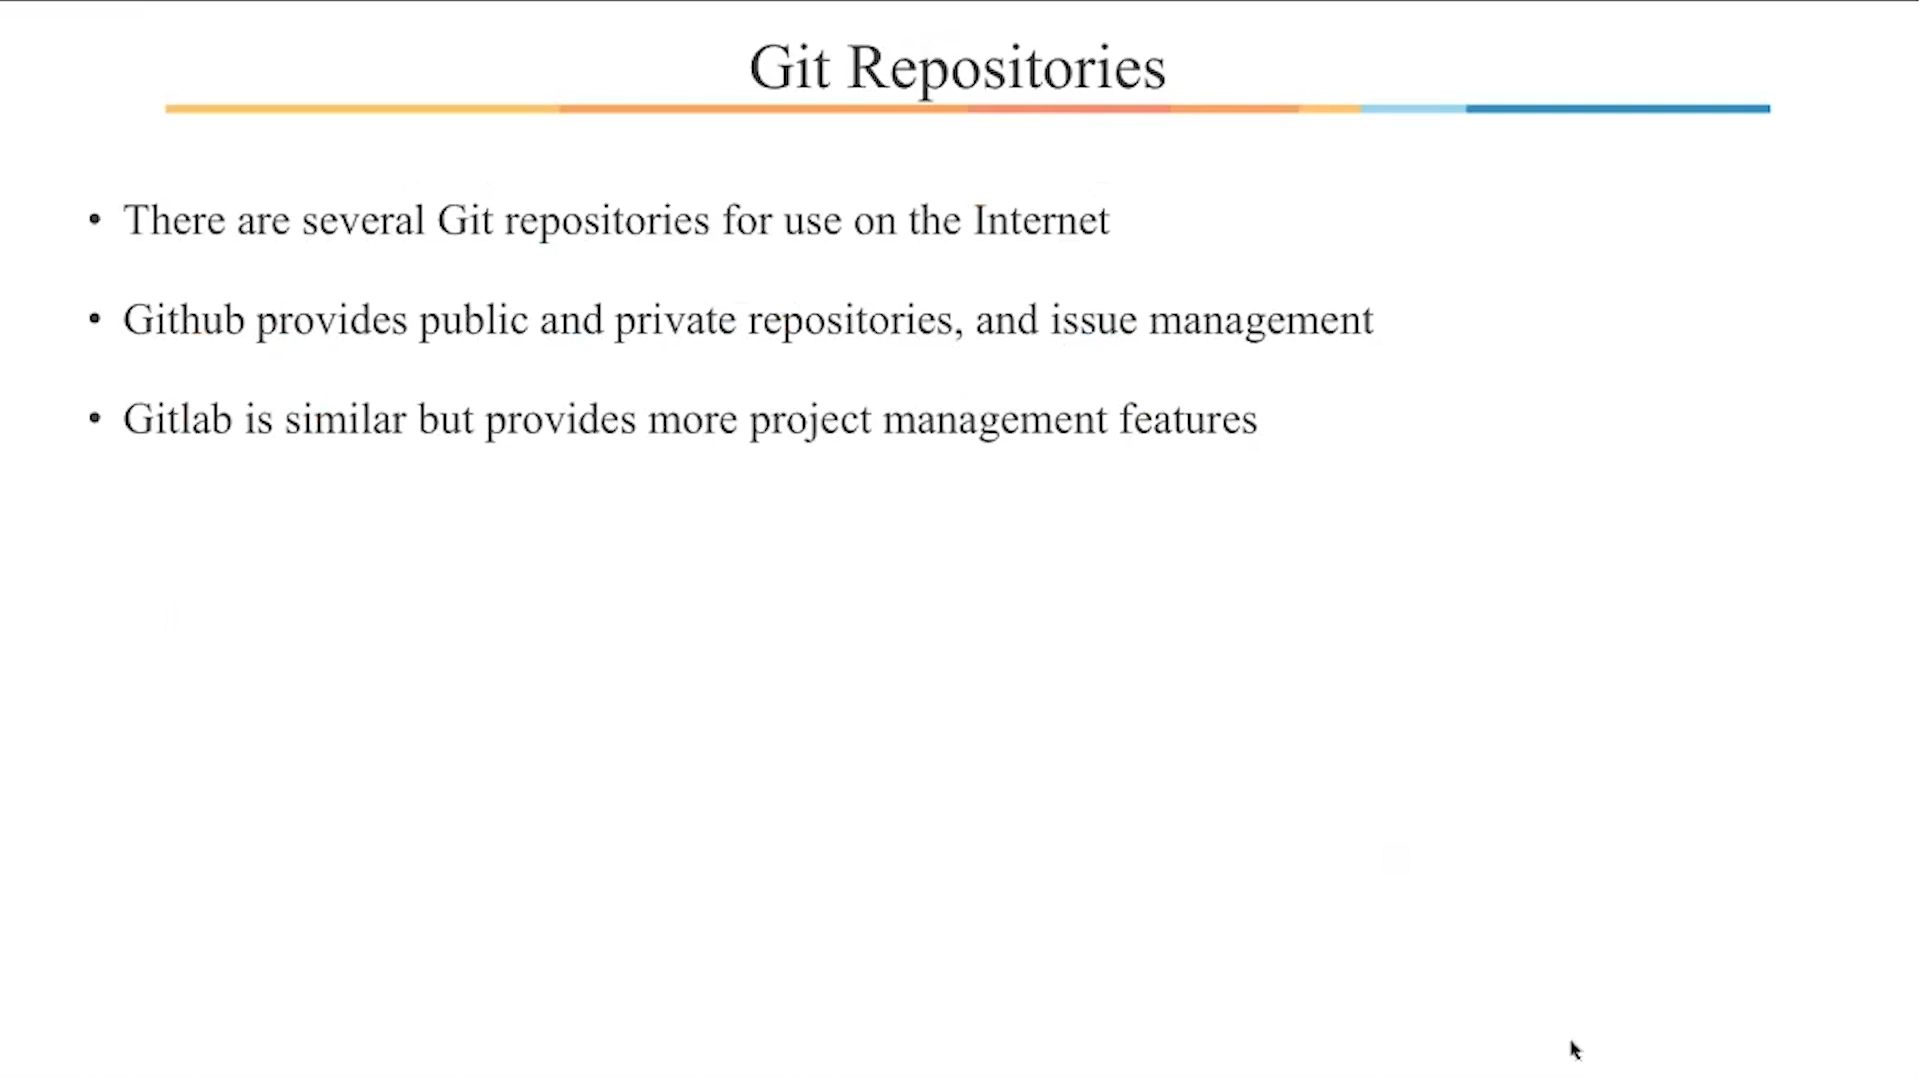 Git Repositories
• There are several Git repositories for use on the Internet
• Github provides public and private repositories, and issue management
• Gitlab is similar but provides more project management features